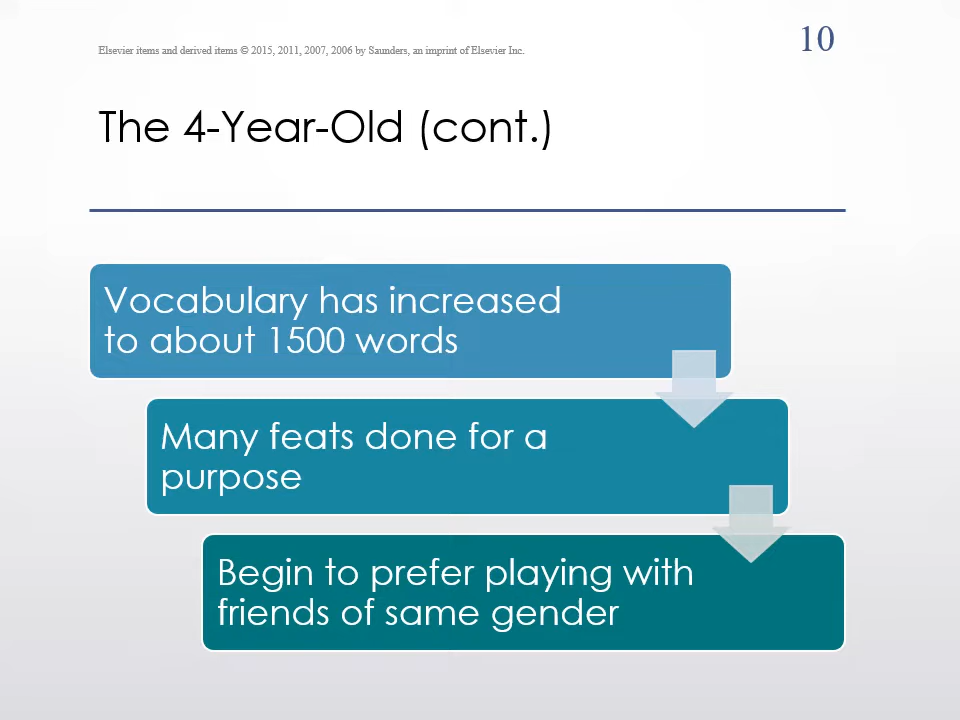 Elsevier items and derived items © 2015, 2011, 2007, 2006 by Saunders, an imprint of Elsevier Inc.
10
The 4-Year-Old (cont.)
Vocabulary has increased
to about 1500 words
Many feats done for a
purpose
Begin to prefer playing with
friends of same gender